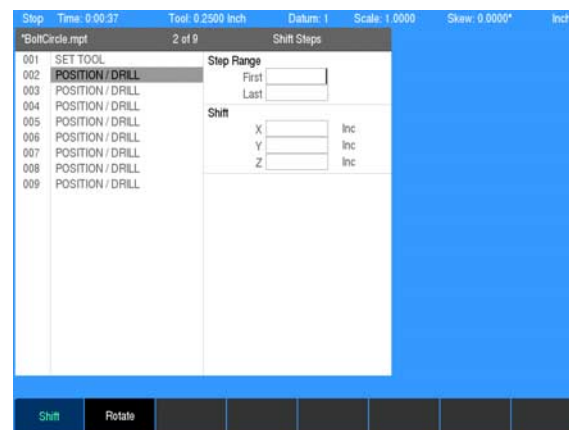 Stop Time: 0:00:37 Tool: 0.2500 Inch Datum: 1 Scale: 1.0000 Skew: 0.0000° Inch
*BoltCircle.mpt 2 of 9 Shift Steps
001 SET TOOL
002 POSITION / DRILL
003 POSITION / DRILL
004 POSITION / DRILL
005 POSITION / DRILL
006 POSITION / DRILL
007 POSITION / DRILL
008 POSITION / DRILL
009 POSITION / DRILL
Step Range
First
Last
Shift
X Inc
Y Inc
Z Inc
Shift Rotate